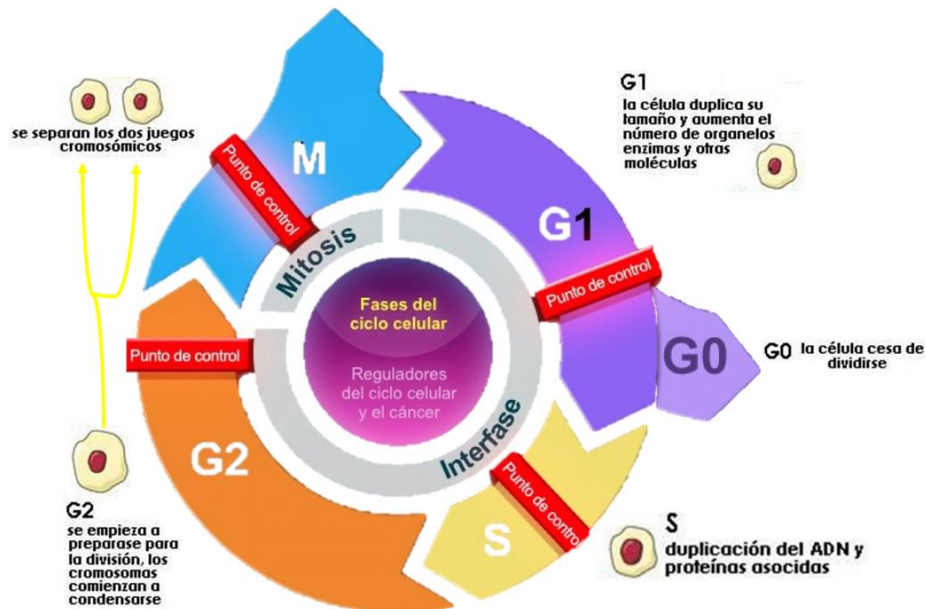 G1
la célula duplica su
tamaño y aumenta el
número de organelos
enzimas y otras
moléculas
se separan los dos juegos
cromosómicos
M
Punto de control
Mitosis
G1
Punto de control
Fases del
ciclo celular
Reguladores
del ciclo celular
y el cáncer
Punto de control
G0
G0 la célula cesa de
dividirse
Interfase
G2
Punto de control
S
G2
se empieza a
preparase para
la división, los
cromosomas
comienzan a
condensarse
S
duplicación del ADN y
proteínas asociadas